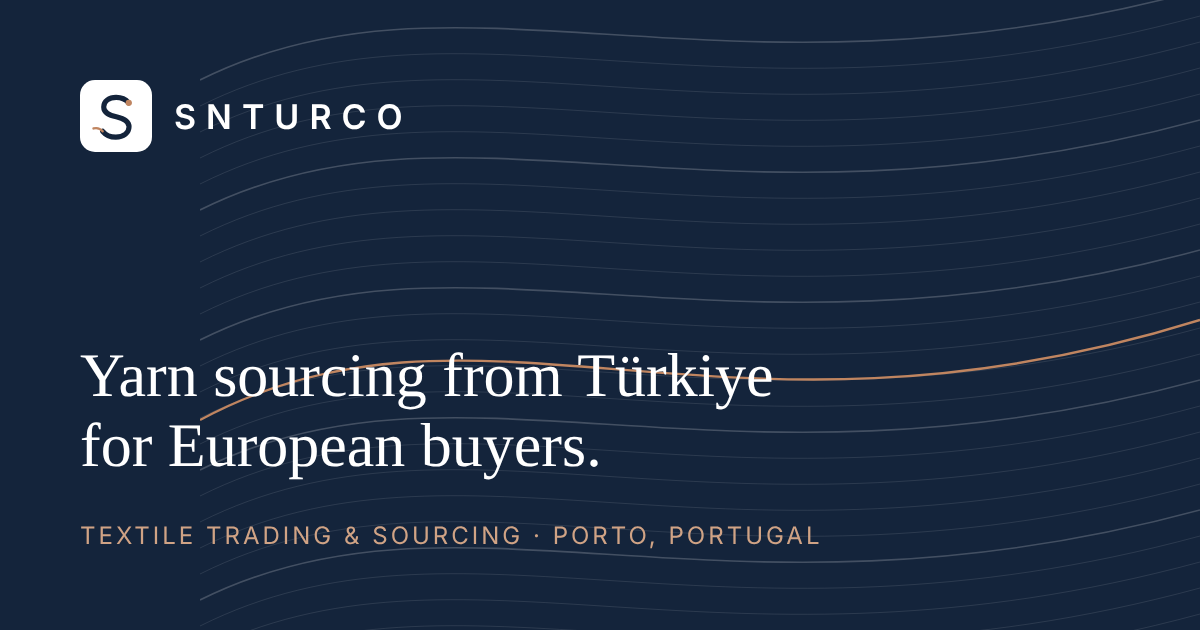 S
SNTURCO
Yarn sourcing from Türkiye
for European buyers.
TEXTILE TRADING & SOURCING · PORTO, PORTUGAL